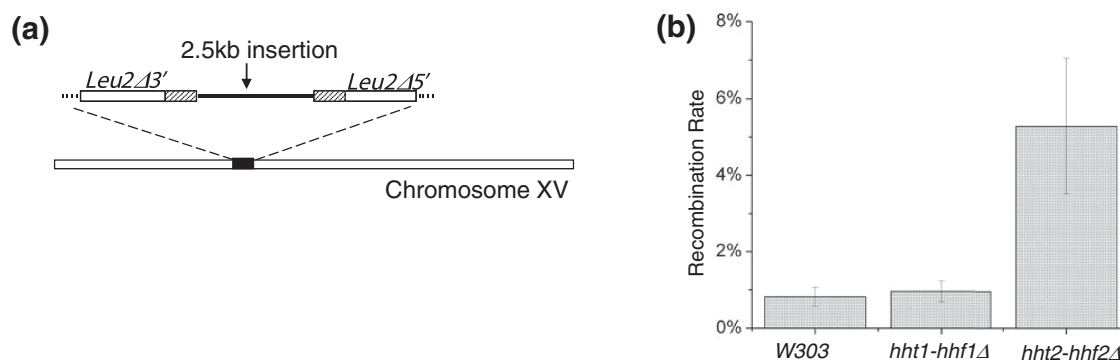 (a)
2.5kb insertion
Leu2Δ3'
Leu2Δ5'
Chromosome XV
(b)
8%
6%
4%
2%
0%
Recombination Rate
W303
hht1-hhf1Δ
hht2-hhf2Δ